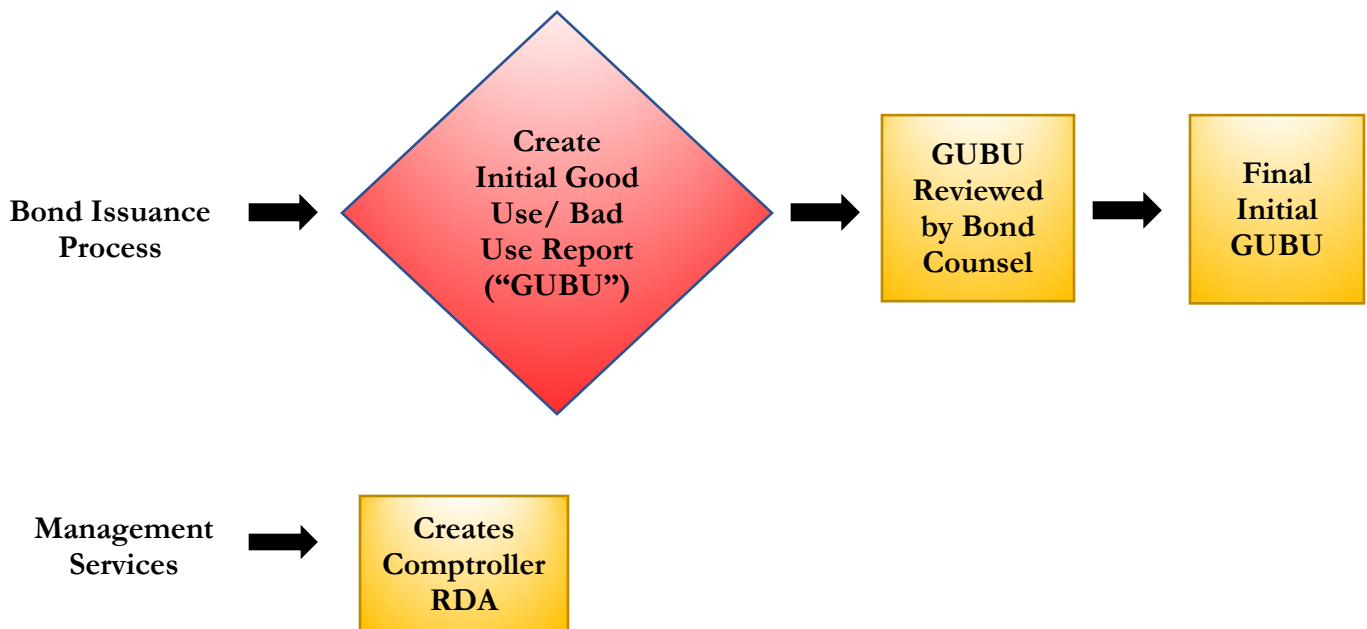 Bond Issuance
Process
Create
Initial Good
Use/ Bad
Use Report
(“GUBU”)
GUBU
Reviewed
by Bond
Counsel
Final
Initial
GUBU
Management
Services
Creates
Comptroller
RDA